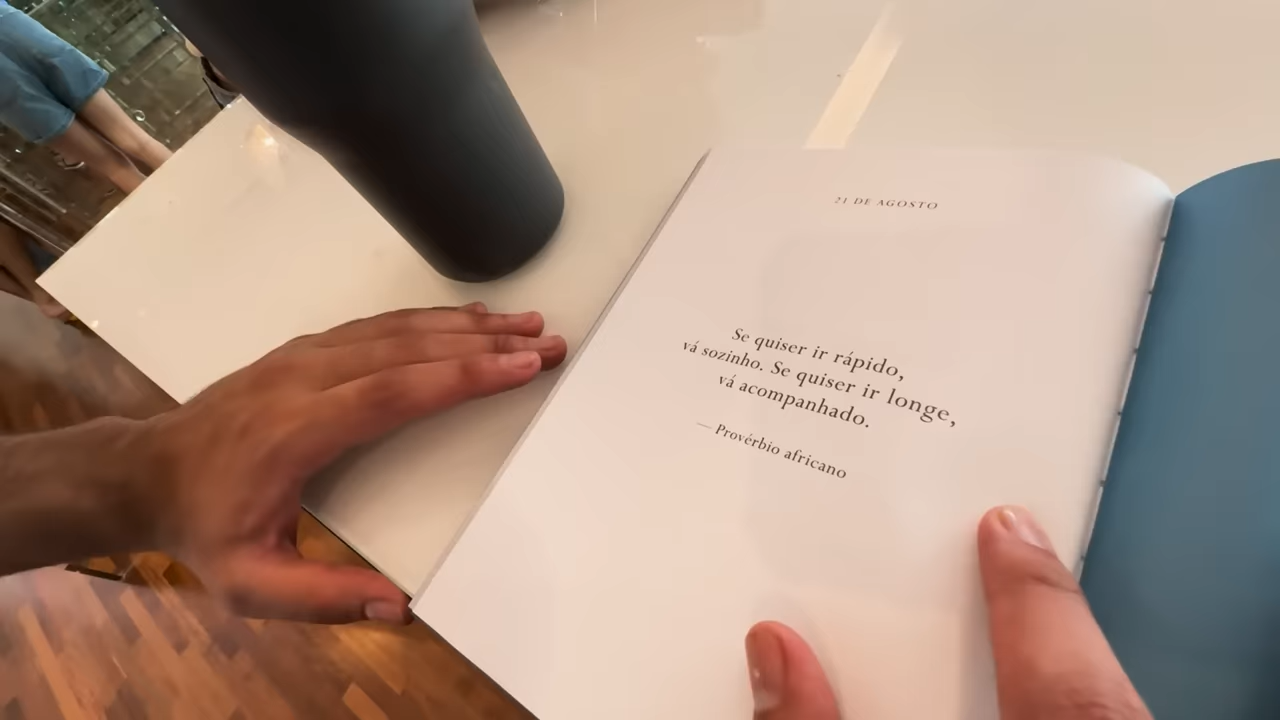 21 DE AGOSTO
Se quiser ir rápido,
vá sozinho. Se quiser ir longe,
vá acompanhado.
— Provérbio africano